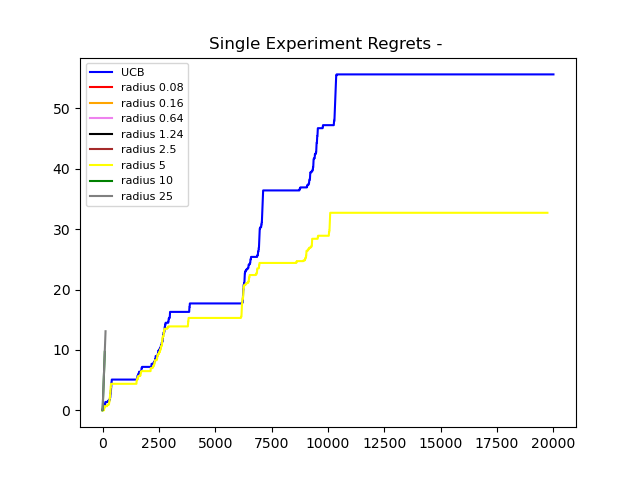 Single Experiment Regrets -
UCB
radius 0.08
radius 0.16
radius 0.64
radius 1.24
radius 2.5
radius 5
radius 10
radius 25
50
40
30
20
10
0
0 2500 5000 7500 10000 12500 15000 17500 20000